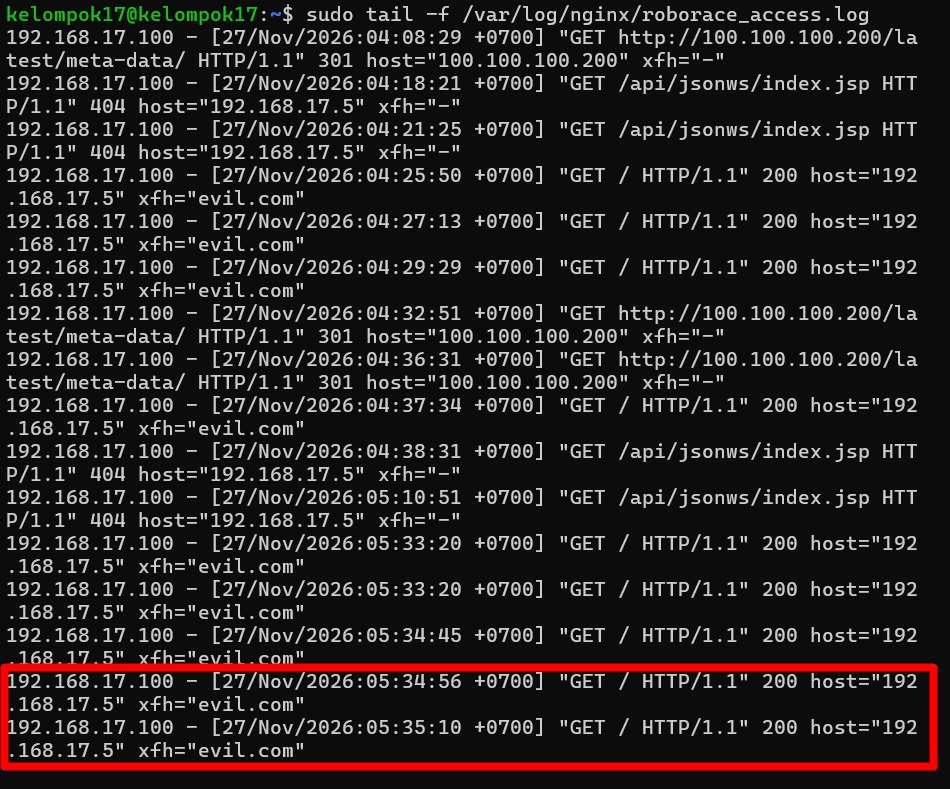 kelompok17@kelompok17:~$ sudo tail -f /var/log/nginx/roborace_access.log
192.168.17.100 - [27/Nov/2026:04:08:29 +0700] "GET http://100.100.100.200/la
test/meta-data/ HTTP/1.1" 301 host="100.100.100.200" xfh="-"
192.168.17.100 - [27/Nov/2026:04:18:21 +0700] "GET /api/jsonws/index.jsp HTT
P/1.1" 404 host="192.168.17.5" xfh="-"
192.168.17.100 - [27/Nov/2026:04:21:25 +0700] "GET /api/jsonws/index.jsp HTT
P/1.1" 404 host="192.168.17.5" xfh="-"
192.168.17.100 - [27/Nov/2026:04:25:50 +0700] "GET / HTTP/1.1" 200 host="192
.168.17.5" xfh="evil.com"
192.168.17.100 - [27/Nov/2026:04:27:13 +0700] "GET / HTTP/1.1" 200 host="192
.168.17.5" xfh="evil.com"
192.168.17.100 - [27/Nov/2026:04:29:29 +0700] "GET / HTTP/1.1" 200 host="192
.168.17.5" xfh="evil.com"
192.168.17.100 - [27/Nov/2026:04:32:51 +0700] "GET http://100.100.100.200/la
test/meta-data/ HTTP/1.1" 301 host="100.100.100.200" xfh="-"
192.168.17.100 - [27/Nov/2026:04:36:31 +0700] "GET http://100.100.100.200/la
test/meta-data/ HTTP/1.1" 301 host="100.100.100.200" xfh="-"
192.168.17.100 - [27/Nov/2026:04:37:34 +0700] "GET / HTTP/1.1" 200 host="192
.168.17.5" xfh="evil.com"
192.168.17.100 - [27/Nov/2026:04:38:31 +0700] "GET /api/jsonws/index.jsp HTT
P/1.1" 404 host="192.168.17.5" xfh="-"
192.168.17.100 - [27/Nov/2026:05:10:51 +0700] "GET /api/jsonws/index.jsp HTT
P/1.1" 404 host="192.168.17.5" xfh="-"
192.168.17.100 - [27/Nov/2026:05:33:20 +0700] "GET / HTTP/1.1" 200 host="192
.168.17.5" xfh="evil.com"
192.168.17.100 - [27/Nov/2026:05:33:20 +0700] "GET / HTTP/1.1" 200 host="192
.168.17.5" xfh="evil.com"
192.168.17.100 - [27/Nov/2026:05:34:45 +0700] "GET / HTTP/1.1" 200 host="192
.168.17.5" xfh="evil.com"
192.168.17.100 - [27/Nov/2026:05:34:56 +0700] "GET / HTTP/1.1" 200 host="192
.168.17.5" xfh="evil.com"
192.168.17.100 - [27/Nov/2026:05:35:10 +0700] "GET / HTTP/1.1" 200 host="192
.168.17.5" xfh="evil.com"